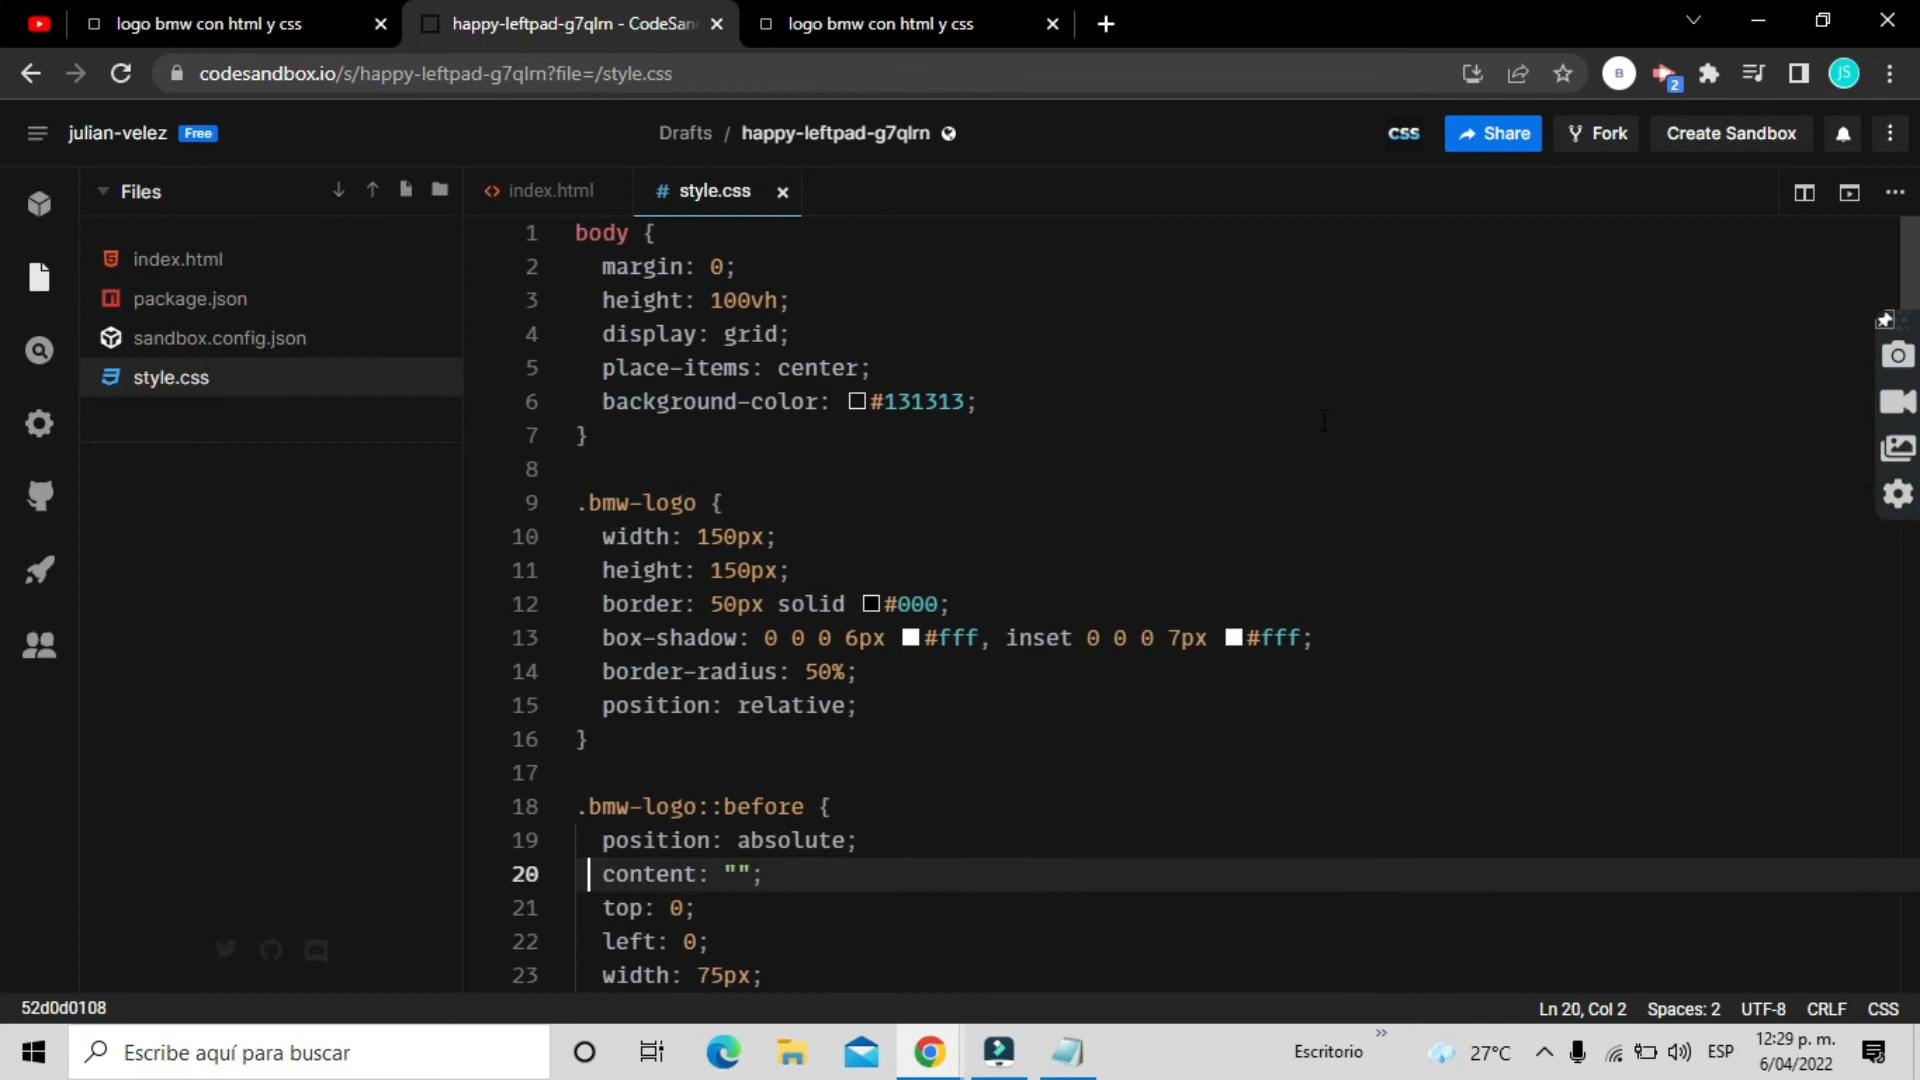 logo bmw con html y css
happy-leftpad-g7qlrn - CodeSan
logo bmw con html y css
codesandbox.io/s/happy-leftpad-g7qlrn?file=/style.css
B
2
JS
julian-velez Free
Drafts / happy-leftpad-g7qlrn
CSS
Share
Fork
Create Sandbox
Files
index.html
# style.css
index.html
package.json
sandbox.config.json
style.css
1 body {
2 margin: 0;
3 height: 100vh;
4 display: grid;
5 place-items: center;
6 background-color: #131313;
7 }
8
9 .bmw-logo {
10 width: 150px;
11 height: 150px;
12 border: 50px solid #000;
13 box-shadow: 0 0 0 6px #fff, inset 0 0 0 7px #fff;
14 border-radius: 50%;
15 position: relative;
16 }
17
18 .bmw-logo::before {
19 position: absolute;
20 content: "";
21 top: 0;
22 left: 0;
23 width: 75px;
52d0d0108
Ln 20, Col 2 Spaces: 2 UTF-8 CRLF CSS
Escribe aquí para buscar
Escritorio
27°C
ESP
12:29 p. m.
6/04/2022